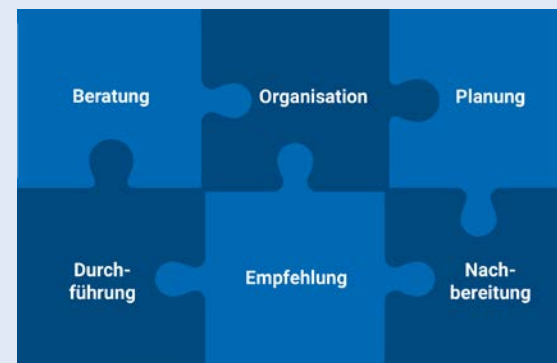 Beratung
Organisation
Planung
Durch-
führung
Empfehlung
Nach-
bereitung